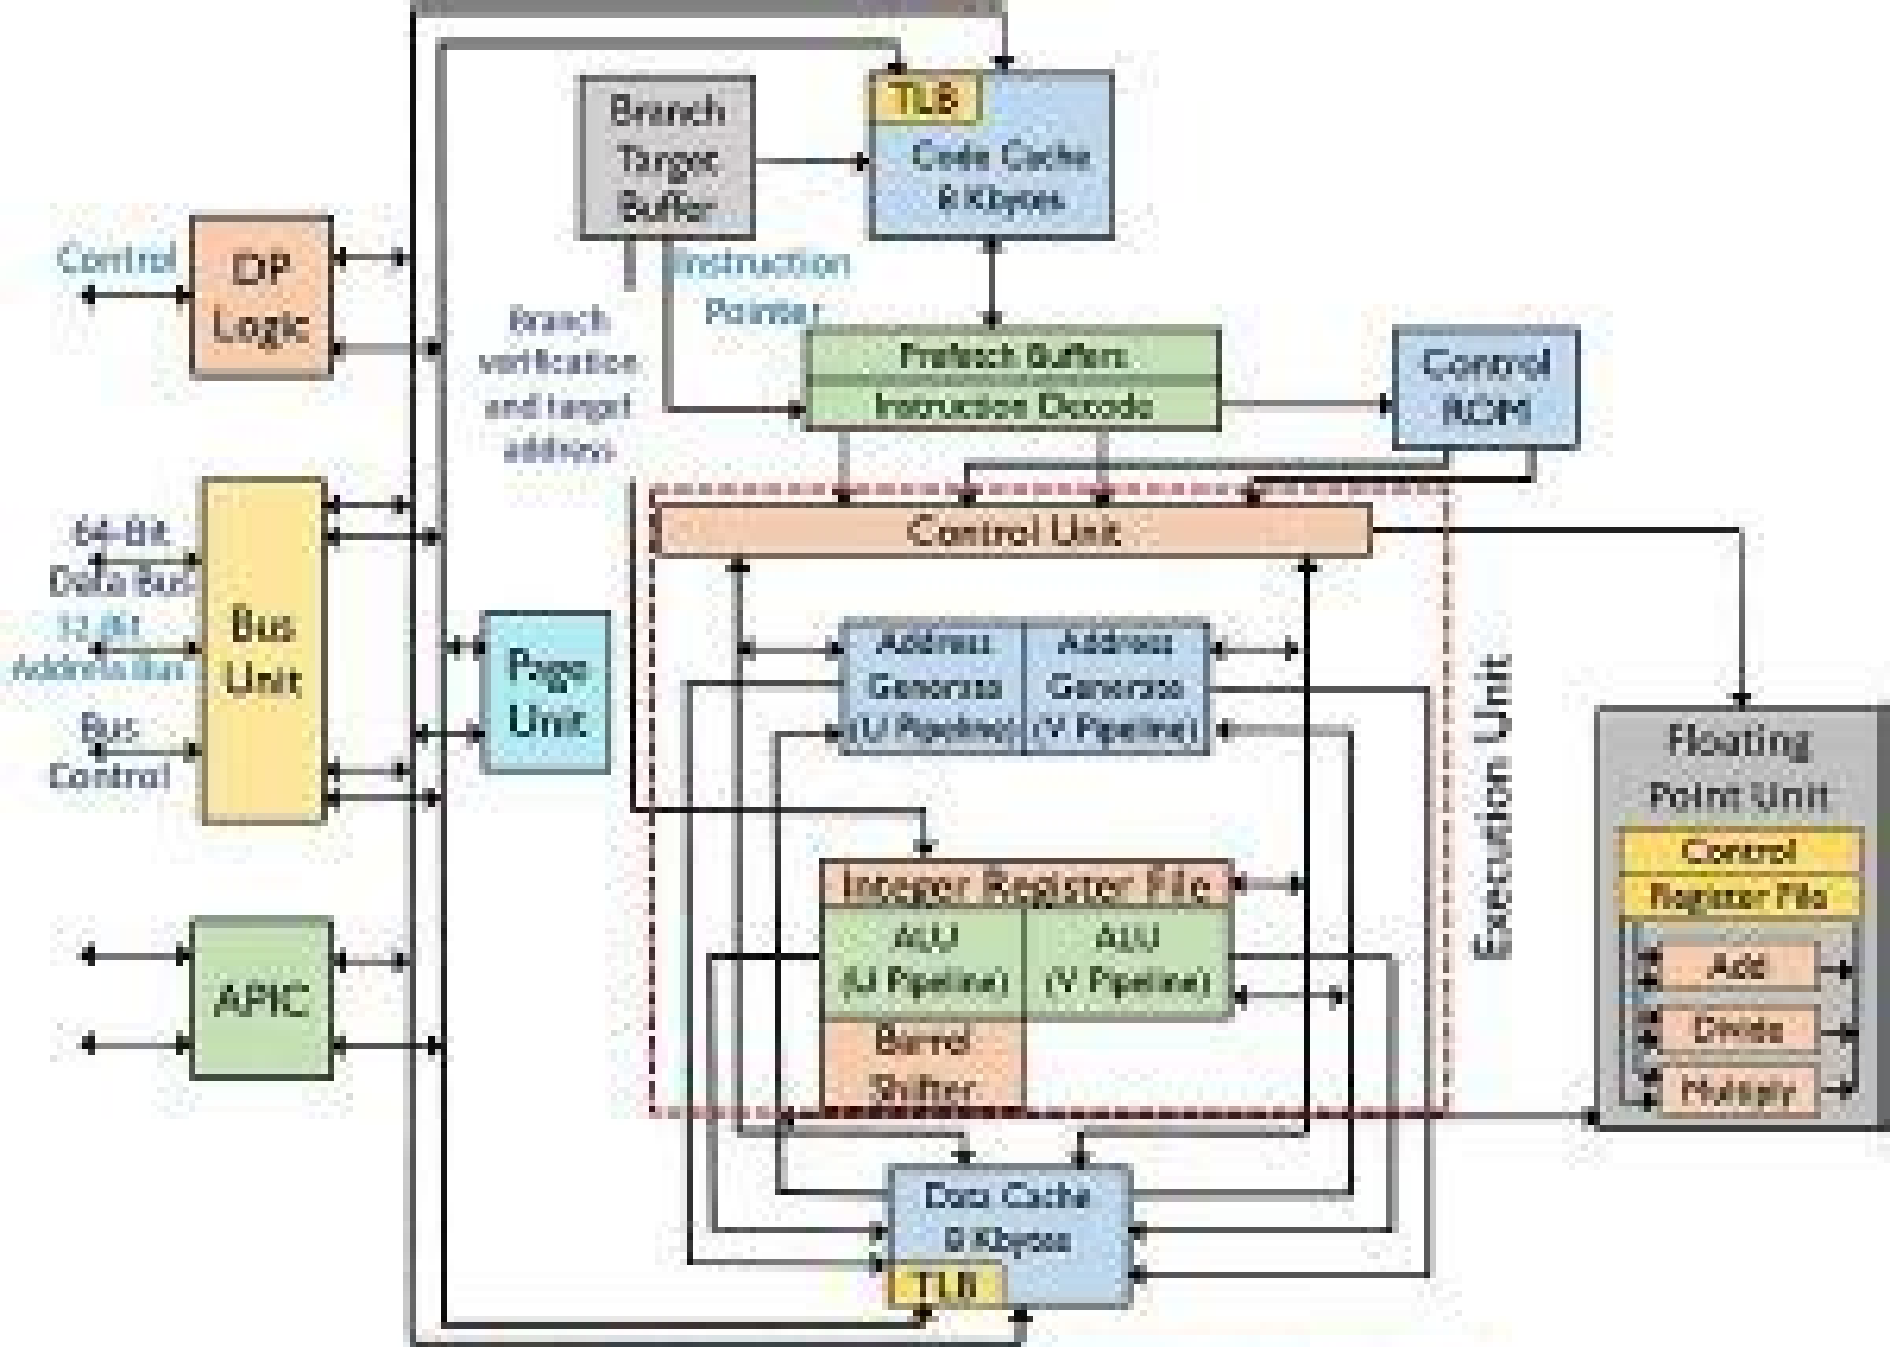 TLB
Branch
Target
Buffer
Code Cache
8 Kbytes
Control
DP
Logic
Instruction
Pointer
Branch
verification
and target
address
Prefetch Buffers
Instruction Decode
Control
ROM
Control Unit
64-Bit
Data Bus
32-Bit
Address Bus
Bus
Control
Bus
Unit
Page
Unit
Address
Generate
(U Pipeline)
Address
Generate
(V Pipeline)
Execution Unit
Floating
Point Unit
Control
Register File
Add
Divide
Multiply
Integer Register File
ALU
(U Pipeline)
ALU
(V Pipeline)
Barrel
Shifter
APIC
Data Cache
8 Kbytes
TLB